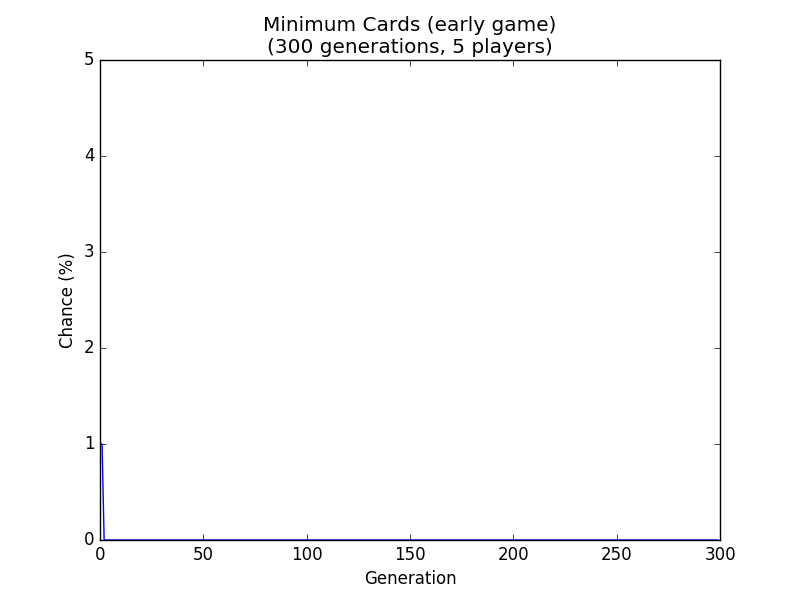 Minimum Cards (early game)
(300 generations, 5 players)
5
4
3
2
1
0
Chance (%)
0 50 100 150 200 250 300
Generation